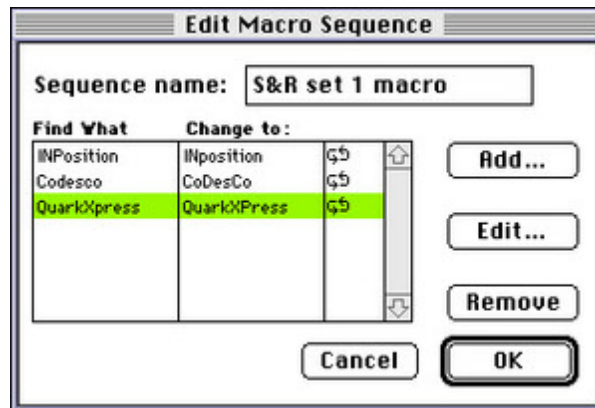 Edit Macro Sequence
Sequence name: S&R set 1 macro
Find What Change to:
INPosition INposition
Codesco CoDesCo
QuarkXpress QuarkXPress
Add...
Edit...
Remove
Cancel OK